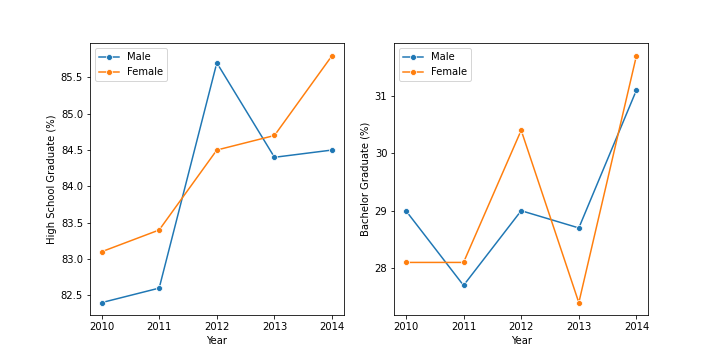 High School Graduate (%)
85.5
85.0
84.5
84.0
83.5
83.0
82.5
Male
Female
2010 2011 2012 2013 2014
Year
Bachelor Graduate (%)
31
30
29
28
Male
Female
2010 2011 2012 2013 2014
Year